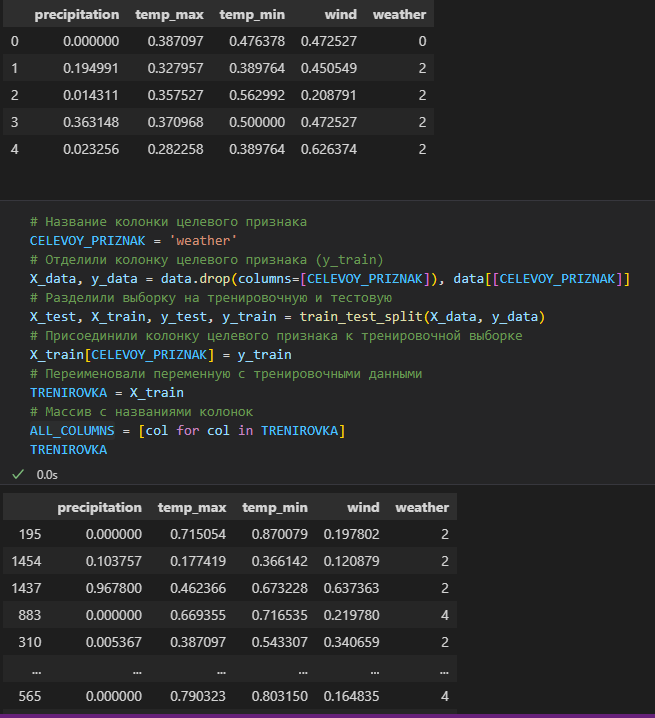 precipitation temp_max temp_min wind weather
0 0.000000 0.387097 0.476378 0.472527 0
1 0.194991 0.327957 0.389764 0.450549 2
2 0.014311 0.357527 0.562992 0.208791 2
3 0.363148 0.370968 0.500000 0.472527 2
4 0.023256 0.282258 0.389764 0.626374 2
# Название колонки целевого признака
CELEVOY_PRIZNAK = 'weather'
# Отделили колонку целевого признака (y_train)
X_data, y_data = data.drop(columns=[CELEVOY_PRIZNAK]), data[[CELEVOY_PRIZNAK]]
# Разделили выборку на тренировочную и тестовую
X_test, X_train, y_test, y_train = train_test_split(X_data, y_data)
# Присоединили колонку целевого признака к тренировочной выборке
X_train[CELEVOY_PRIZNAK] = y_train
# Переименовали переменную с тренировочными данными
TRENIROVKA = X_train
# Массив с названиями колонок
ALL_COLUMNS = [col for col in TRENIROVKA]
TRENIROVKA
✓ 0.0s
precipitation temp_max temp_min wind weather
195 0.000000 0.715054 0.870079 0.197802 2
1454 0.103757 0.177419 0.366142 0.120879 2
1437 0.967800 0.462366 0.673228 0.637363 2
883 0.000000 0.669355 0.716535 0.219780 4
310 0.005367 0.387097 0.543307 0.340659 2
... ... ... ... ... ...
565 0.000000 0.790323 0.803150 0.164835 4